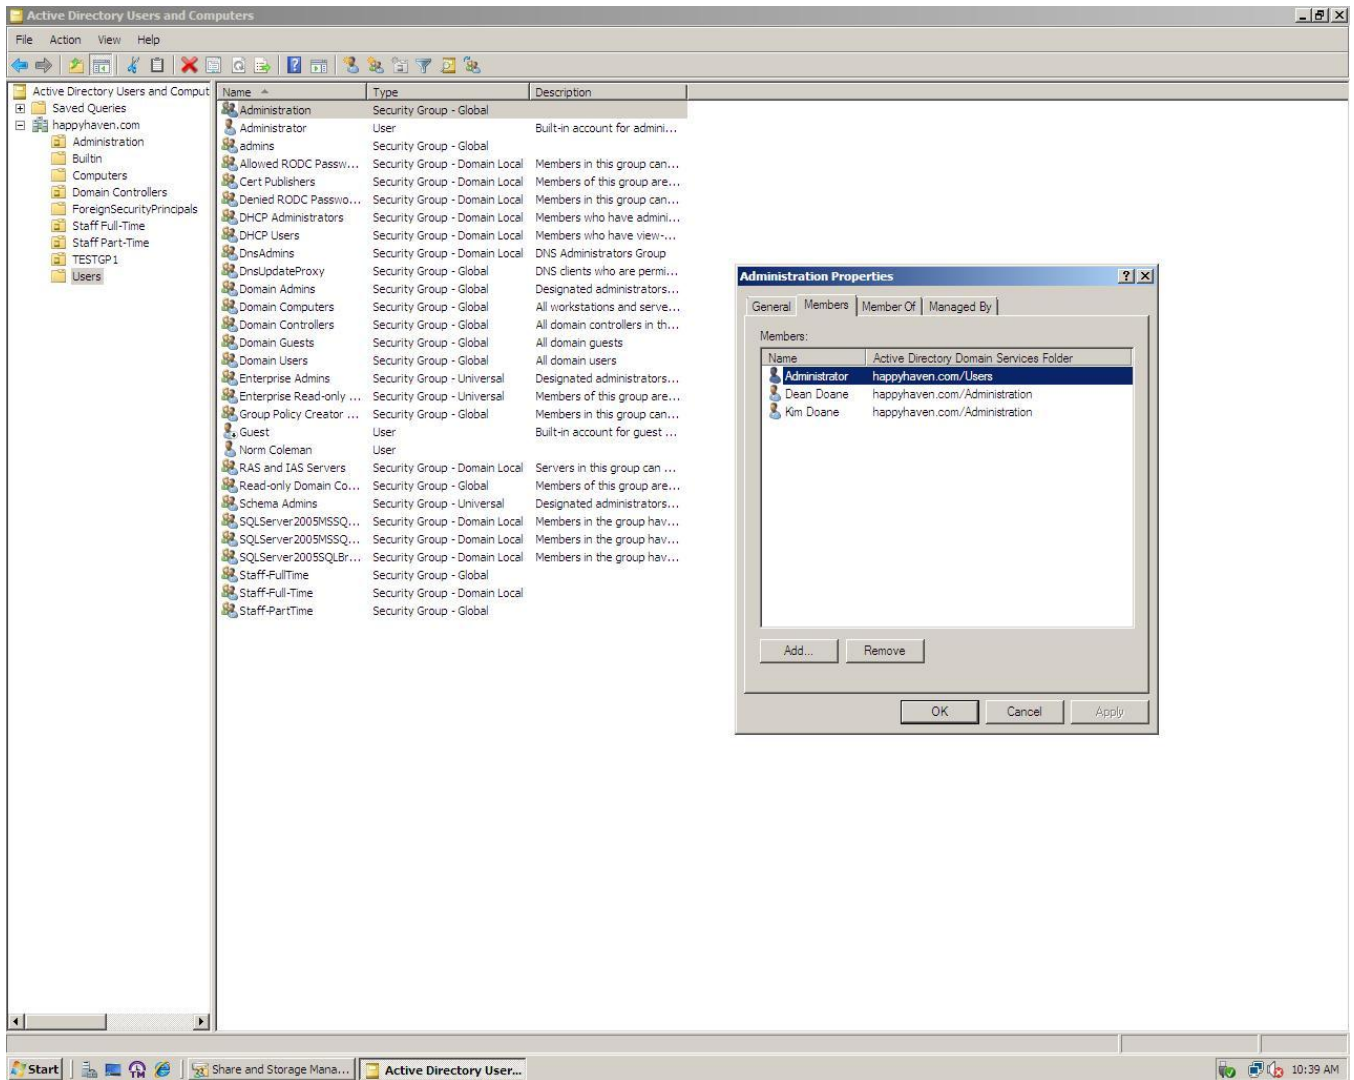 Active Directory Users and Computers
File Action View Help
Active Directory Users and Comput
Saved Queries
happyhaven.com
Administration
Builtin
Computers
Domain Controllers
ForeignSecurityPrincipals
Staff Full-Time
Staff Part-Time
TESTGP1
Users
Name Type Description
Administration Security Group - Global
Administrator User Built-in account for admini...
admins Security Group - Global
Allowed RODC Passw... Security Group - Domain Local Members in this group can...
Cert Publishers Security Group - Domain Local Members of this group are...
Denied RODC Passwo... Security Group - Domain Local Members in this group can...
DHCP Administrators Security Group - Domain Local Members who have admini...
DHCP Users Security Group - Domain Local Members who have view-...
DnsAdmins Security Group - Domain Local DNS Administrators Group
DnsUpdateProxy Security Group - Global DNS clients who are permi...
Domain Admins Security Group - Global Designated administrators...
Domain Computers Security Group - Global All workstations and serve...
Domain Controllers Security Group - Global All domain controllers in th...
Domain Guests Security Group - Global All domain guests
Domain Users Security Group - Global All domain users
Enterprise Admins Security Group - Universal Designated administrators...
Enterprise Read-only ... Security Group - Universal Members of this group are...
Group Policy Creator ... Security Group - Global Members in this group can...
Guest User Built-in account for guest ...
Norm Coleman User
RAS and IAS Servers Security Group - Domain Local Servers in this group can ...
Read-only Domain Co... Security Group - Global Members of this group are...
Schema Admins Security Group - Universal Designated administrators...
SQLServer2005MSSQ... Security Group - Domain Local Members in the group hav...
SQLServer2005MSSQ... Security Group - Domain Local Members in the group hav...
SQLServer2005SQLBr... Security Group - Domain Local Members in the group hav...
Staff-FullTime Security Group - Global
Staff-Full-Time Security Group - Domain Local
Staff-PartTime Security Group - Global
Administration Properties
General Members Member Of Managed By
Members:
Name Active Directory Domain Services Folder
Administrator happyhaven.com/Users
Dean Doane happyhaven.com/Administration
Kim Doane happyhaven.com/Administration
Add... Remove
OK Cancel Apply
Start Share and Storage Mana... Active Directory User... 10:39 AM